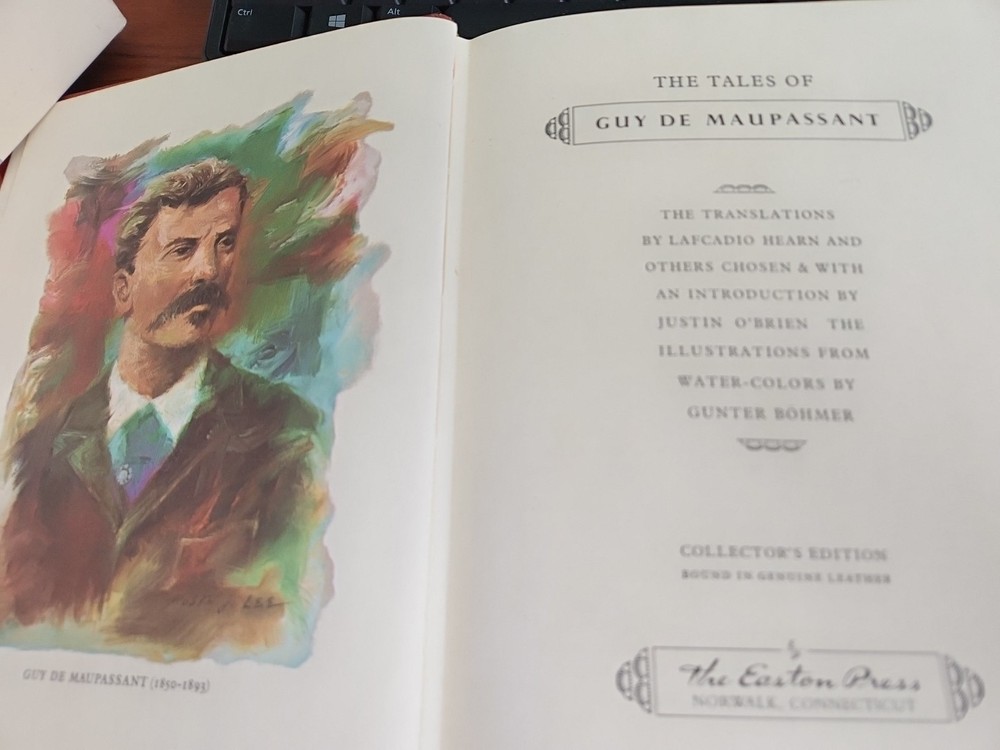 Ctrl
Alt
GUY DE MAUPASSANT (1850-1893)
THE TALES OF
GUY DE MAUPASSANT
THE TRANSLATIONS
BY LAFCADIO HEARN AND
OTHERS CHOSEN & WITH
AN INTRODUCTION BY
JUSTIN O'BRIEN THE
ILLUSTRATIONS FROM
WATER-COLORS BY
GUNTER BÖHMER
COLLECTOR'S EDITION
BOUND IN GENUINE LEATHER
The Easton Press
NORWALK, CONNECTICUT